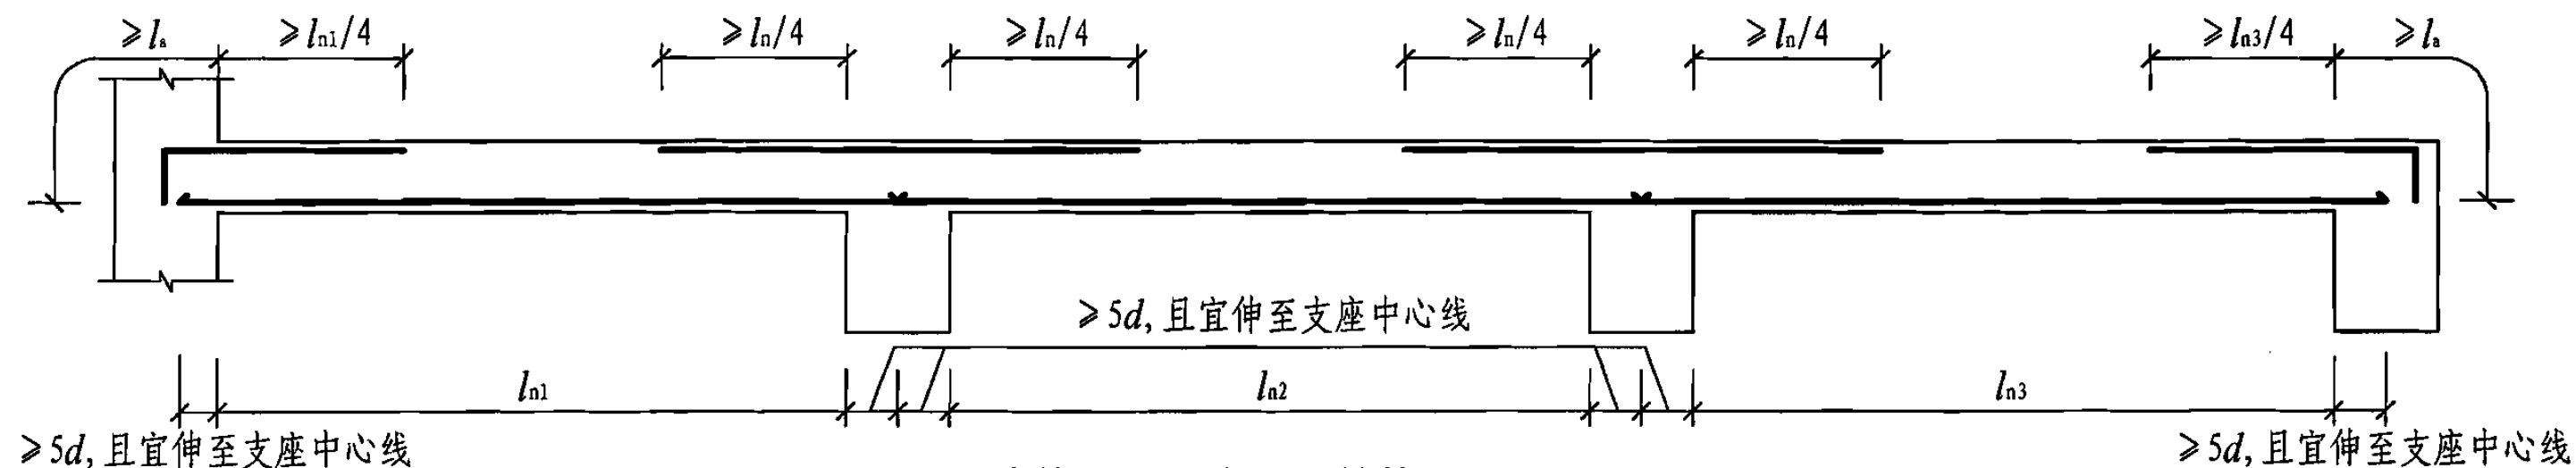 ≥la ≥ln1/4 ≥ln/4 ≥ln/4 ≥ln/4 ≥ln/4 ≥ln3/4 ≥la
≥5d, 且宜伸至支座中心线
ln1 ln2 ln3
≥5d, 且宜伸至支座中心线 ≥5d, 且宜伸至支座中心线